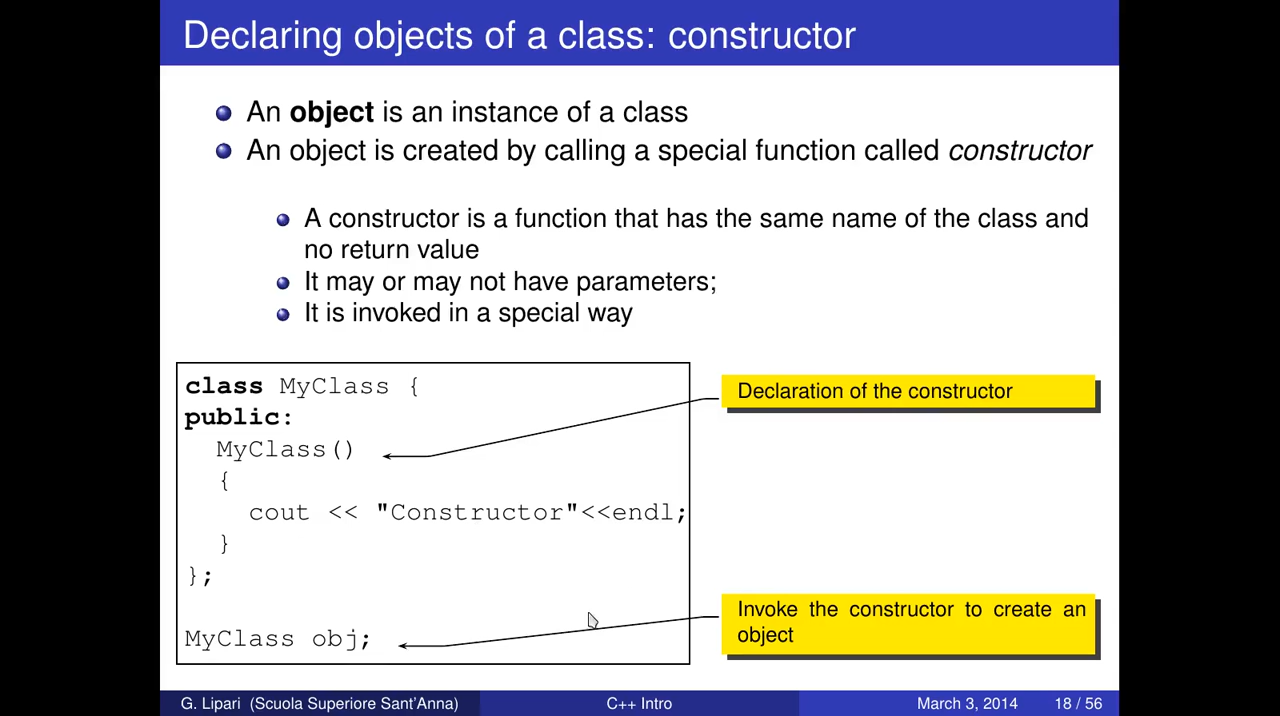 Declaring objects of a class: constructor
An object is an instance of a class
An object is created by calling a special function called constructor
A constructor is a function that has the same name of the class and
no return value
It may or may not have parameters;
It is invoked in a special way
class MyClass {
public:
  MyClass()
  {
    cout << "Constructor"<<endl;
  }
};
MyClass obj;
Declaration of the constructor
Invoke the constructor to create an
object
G. Lipari (Scuola Superiore Sant'Anna) C++ Intro March 3, 2014 18 / 56